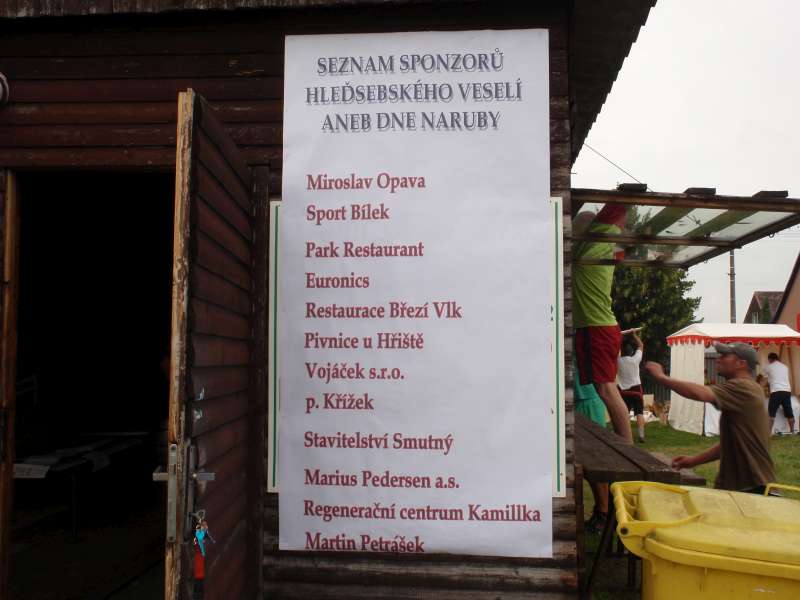 SEZNAM SPONZORŮ
HLEĎSEBSKÉHO VESELÍ
ANEB DNE NARUBY
Miroslav Opava
Sport Bílek
Park Restaurant
Euronics
Restaurace Březí Vlk
Pivnice u Hřiště
Vojáček s.r.o.
p. Křížek
Stavitelství Smutný
Marius Pedersen a.s.
Regenerační centrum Kamillka
Martin Petrášek